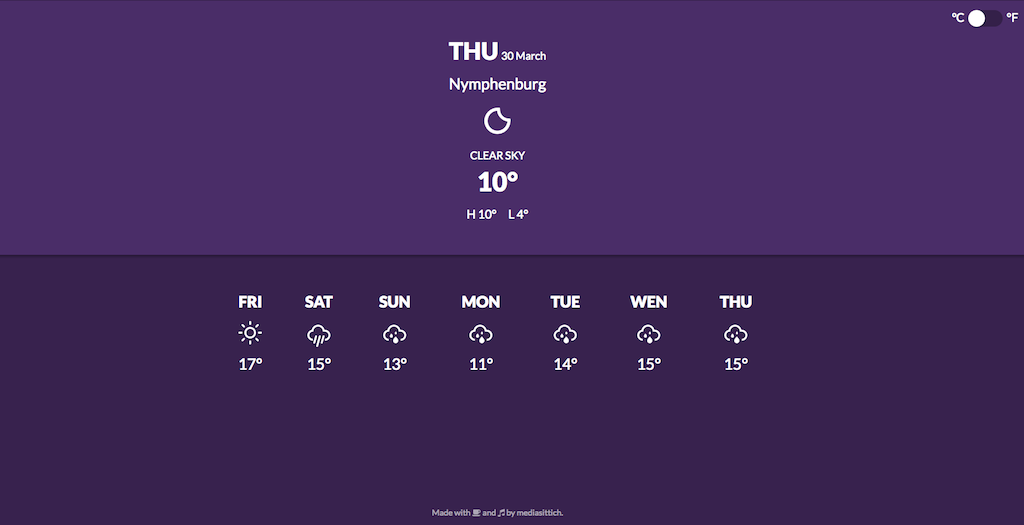 °C °F
THU 30 March
Nymphenburg
CLEAR SKY
10°
H 10° L 4°
FRI SAT SUN MON TUE WEN THU
17° 15° 13° 11° 14° 15° 15°
Made with and by mediasittich.